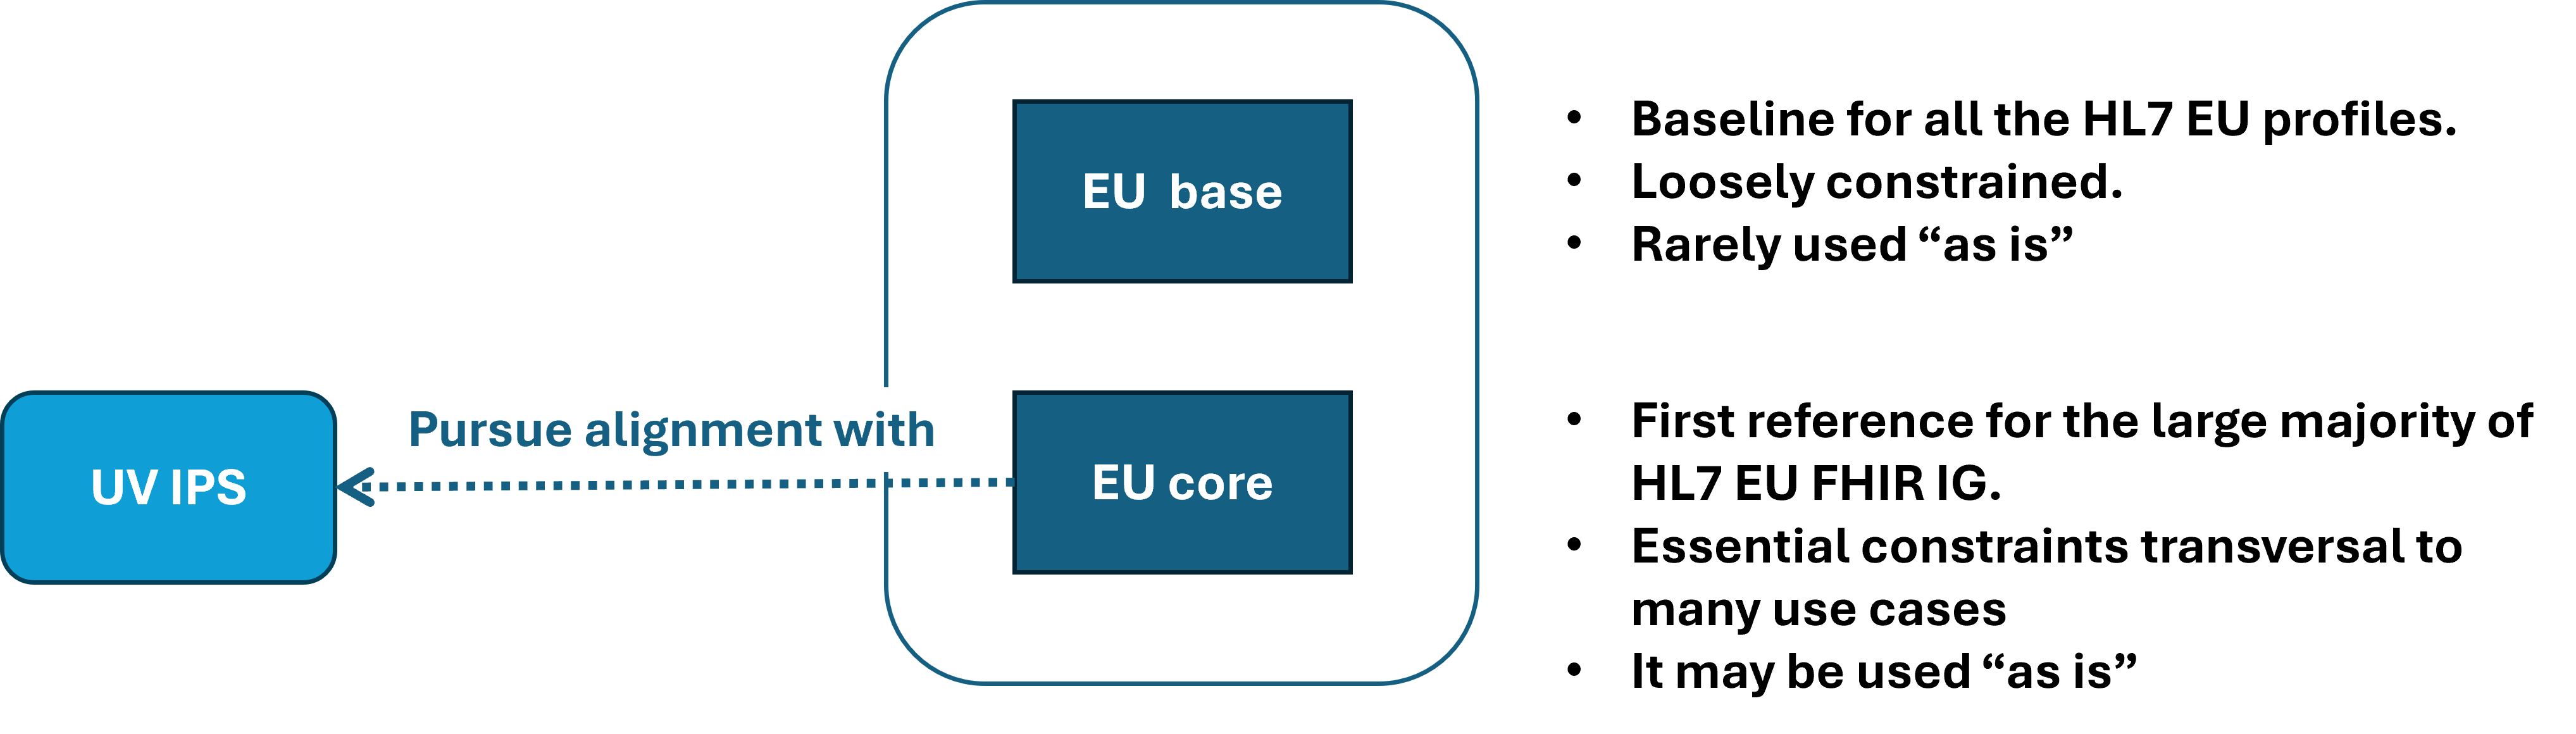 EU  base
• Baseline for all the HL7 EU profiles.
• Loosely constrained.
• Rarely used “as is”
Pursue alignment with
UV IPS
EU core
• First reference for the large majority of
HL7 EU FHIR IG.
• Essential constraints transversal to
many use cases
• It may be used “as is”